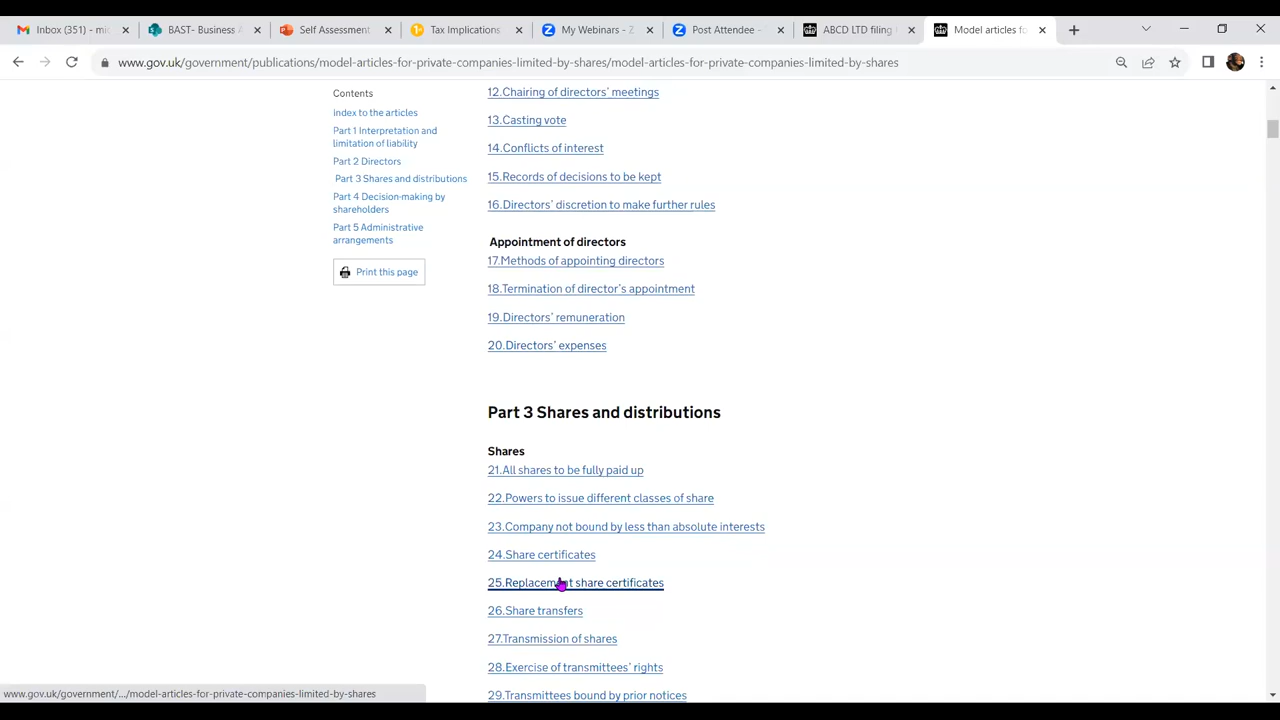 Inbox (351) - m
BAST- Business
Self Assessment
Tax Implications
My Webinars - Z
Post Attendee -
ABCD LTD filing
Model articles fo
www.gov.uk/government/publications/model-articles-for-private-companies-limited-by-shares/model-articles-for-private-companies-limited-by-shares
Contents
Index to the articles
Part 1 Interpretation and
limitation of liability
Part 2 Directors
Part 3 Shares and distributions
Part 4 Decision-making by
shareholders
Part 5 Administrative
arrangements
Print this page
12.Chairing of directors' meetings
13.Casting vote
14.Conflicts of interest
15.Records of decisions to be kept
16.Directors' discretion to make further rules
Appointment of directors
17.Methods of appointing directors
18.Termination of director's appointment
19.Directors' remuneration
20.Directors' expenses
Part 3 Shares and distributions
Shares
21.All shares to be fully paid up
22.Powers to issue different classes of share
23.Company not bound by less than absolute interests
24.Share certificates
25.Replacement share certificates
26.Share transfers
27.Transmission of shares
28.Exercise of transmittees' rights
29.Transmittees bound by prior notices
www.gov.uk/government/.../model-articles-for-private-companies-limited-by-shares